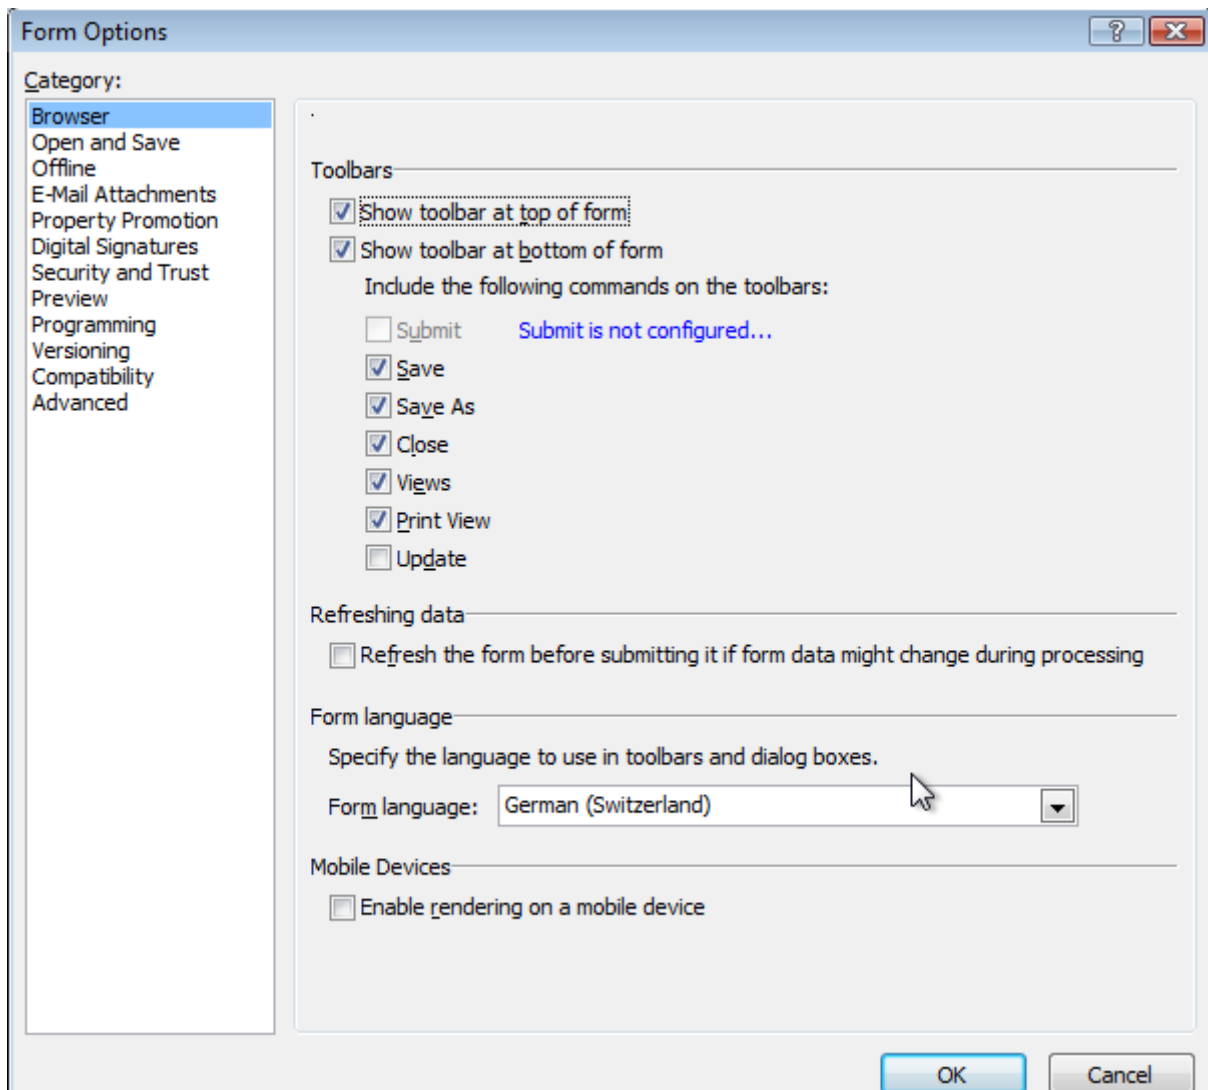 Form Options
Category:
Browser
Open and Save
Offline
E-Mail Attachments
Property Promotion
Digital Signatures
Security and Trust
Preview
Programming
Versioning
Compatibility
Advanced
.
Toolbars
Show toolbar at top of form
Show toolbar at bottom of form
Include the following commands on the toolbars:
Submit Submit is not configured...
Save
Save As
Close
Views
Print View
Update
Refreshing data
Refresh the form before submitting it if form data might change during processing
Form language
Specify the language to use in toolbars and dialog boxes.
Form language: German (Switzerland)
Mobile Devices
Enable rendering on a mobile device
OK Cancel